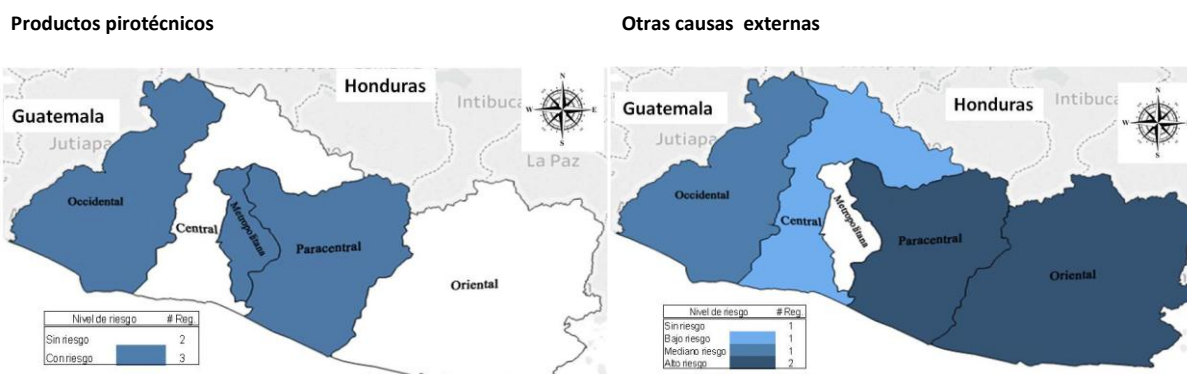 Productos pirotécnicos
Guatemala
Honduras
Intibuca
Jutiapa
La Paz
N
W E
S
Occidental
Central
Metropolitana
Paracentral
Oriental
Nivel de riesgo # Reg.
Sin riesgo 2
Con riesgo 3
Otras causas externas
Guatemala
Honduras
Intibucá
Jutiapa
N
W E
S
Occidental
Central
Metropolitana
Paracentral
Oriental
Nivel de riesgo # Reg.
Sin riesgo 1
Bajo riesgo 1
Mediano riesgo 1
Alto riesgo 2